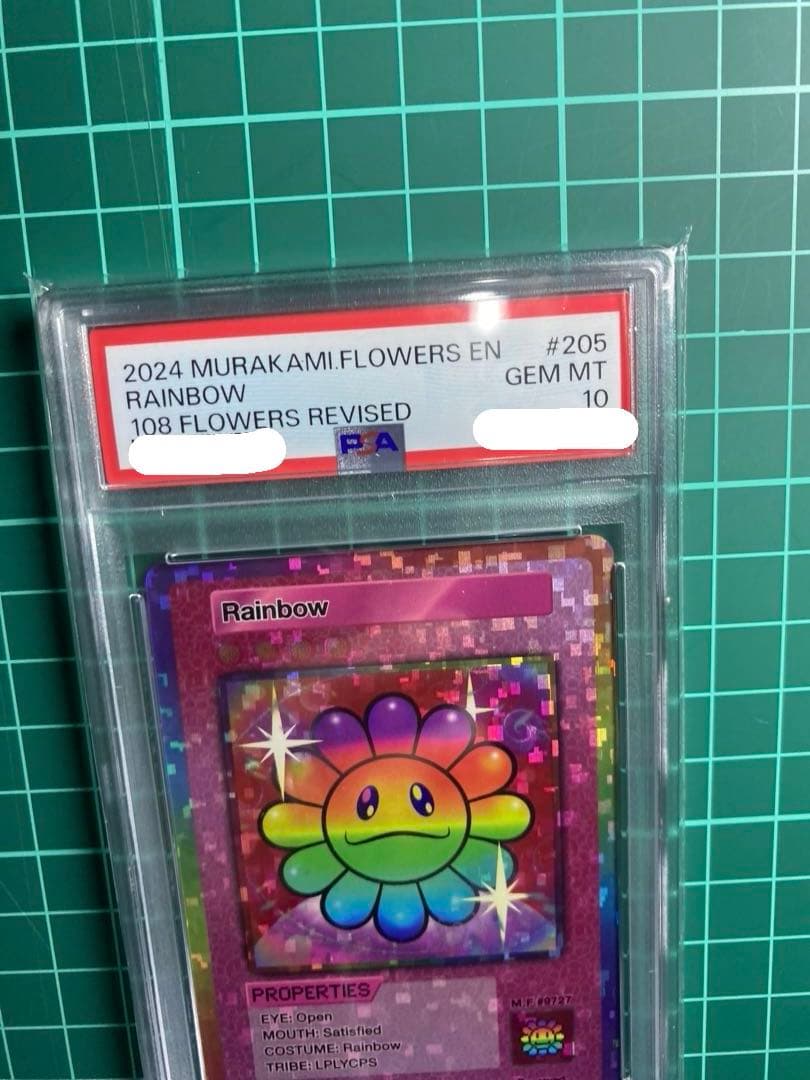 2024 MURAKAMI.FLOWERS EN #205
RAINBOW GEM MT
108 FLOWERS REVISED 10
PSA
Rainbow
PROPERTIES
EYE: Open
MOUTH: Satisfied
COSTUME: Rainbow
TRIBE: LPLYCPS
M.F #9727